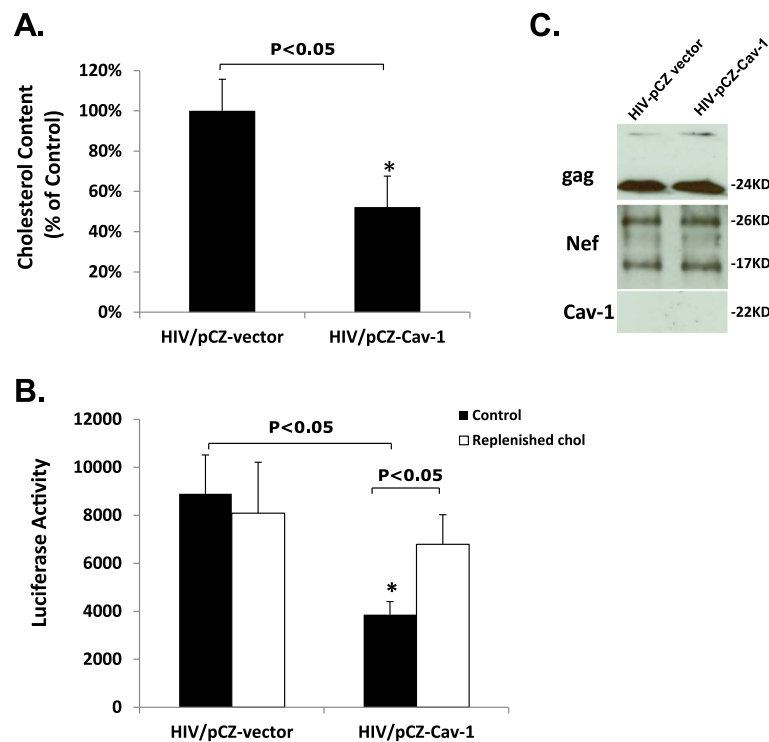 A.
P<0.05
Cholesterol Content
(% of Control)
120%
100%
80%
60%
40%
20%
0%
*
HIV/pCZ-vector
HIV/pCZ-Cav-1
C.
HIV-pCZ vector
HIV-pCZ-Cav-1
gag
-24KD
Nef
-26KD
-17KD
Cav-1
-22KD
B.
Luciferase Activity
12000
10000
8000
6000
4000
2000
0
Control
Replenished chol
P<0.05
P<0.05
*
HIV/pCZ-vector
HIV/pCZ-Cav-1